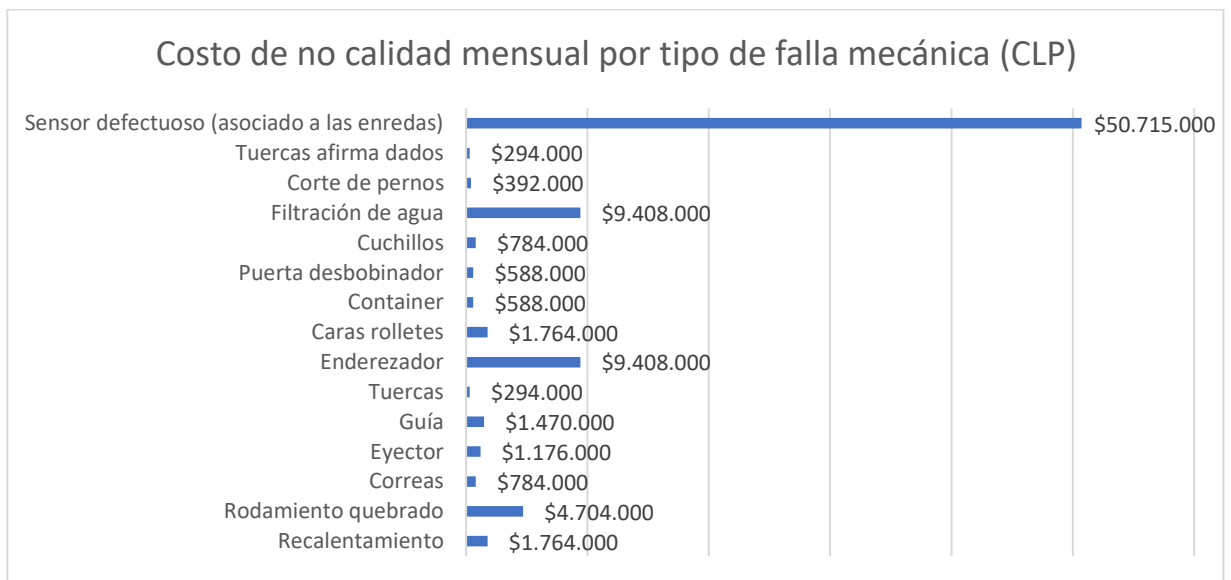 Costo de no calidad mensual por tipo de falla mecánica (CLP)
Sensor defectuoso (asociado a las enredas) $50.715.000
Tuercas afirma dados $294.000
Corte de pernos $392.000
Filtración de agua $9.408.000
Cuchillos $784.000
Puerta desbobinador $588.000
Container $588.000
Caras rolletes $1.764.000
Enderezador $9.408.000
Tuercas $294.000
Guía $1.470.000
Eyector $1.176.000
Correas $784.000
Rodamiento quebrado $4.704.000
Recalentamiento $1.764.000